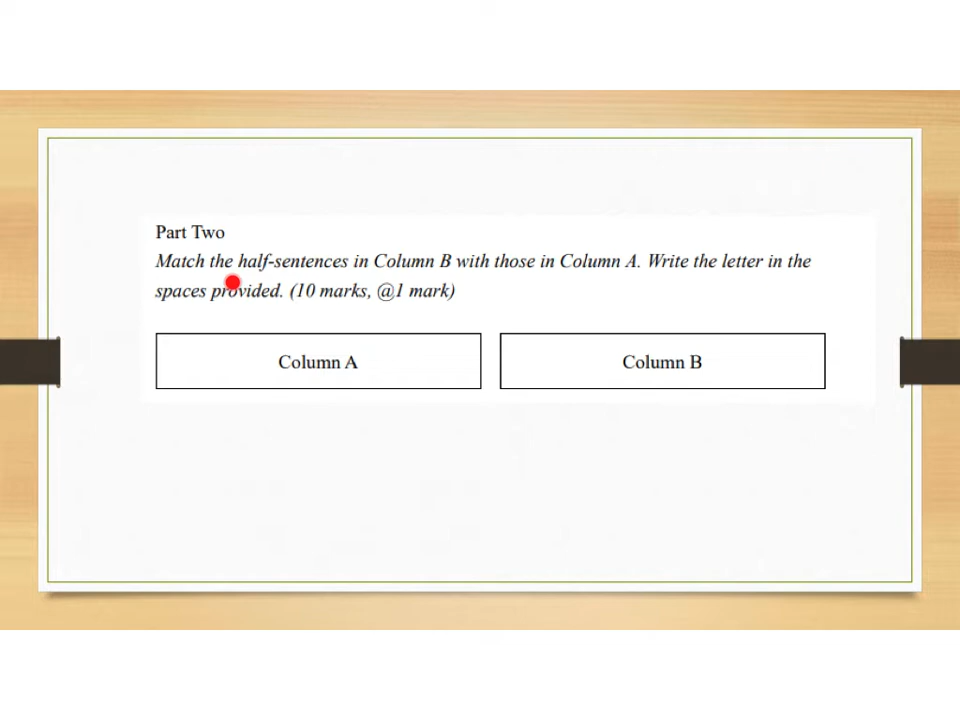 Part Two
Match the half-sentences in Column B with those in Column A. Write the letter in the
spaces provided. (10 marks, @1 mark)
Column A
Column B